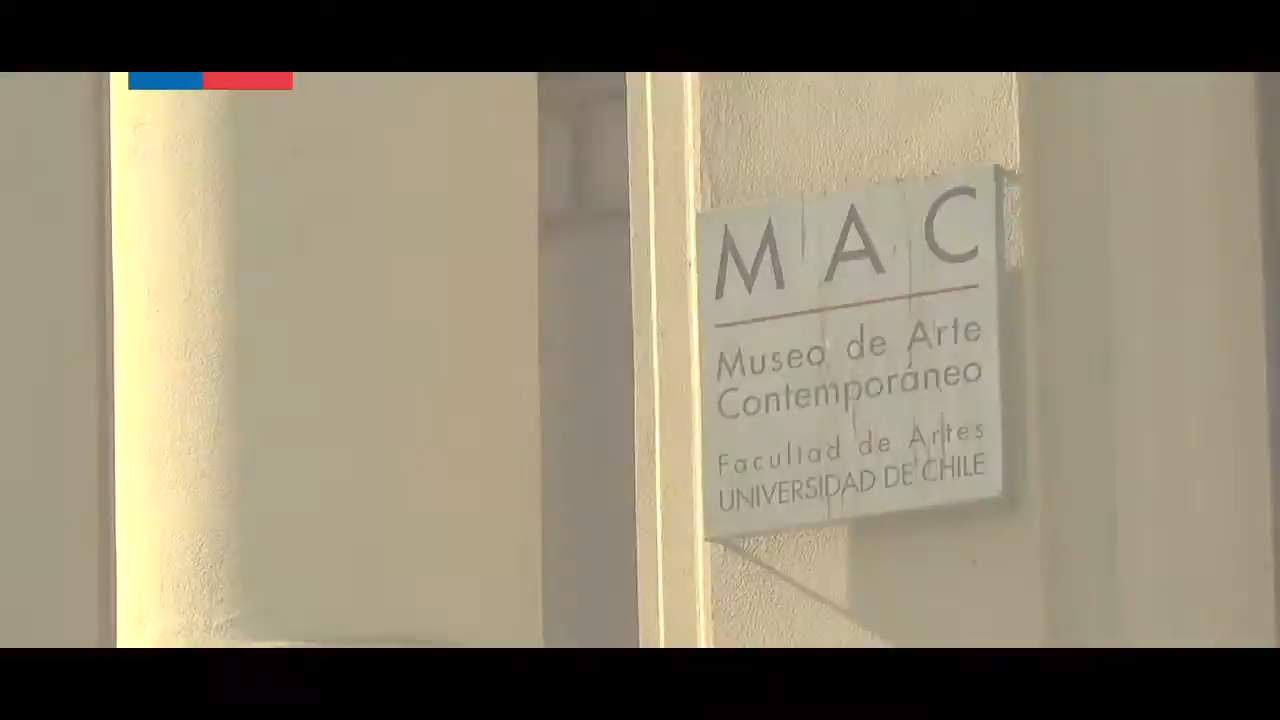 MAC
Museo de Arte
Contemporáneo
Facultad de Artes
UNIVERSIDAD DE CHILE